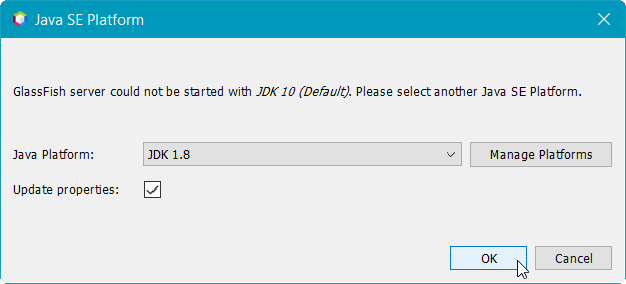 Java SE Platform
GlassFish server could not be started with JDK 10 (Default). Please select another Java SE Platform.
Java Platform: JDK 1.8 Manage Platforms
Update properties:
OK Cancel